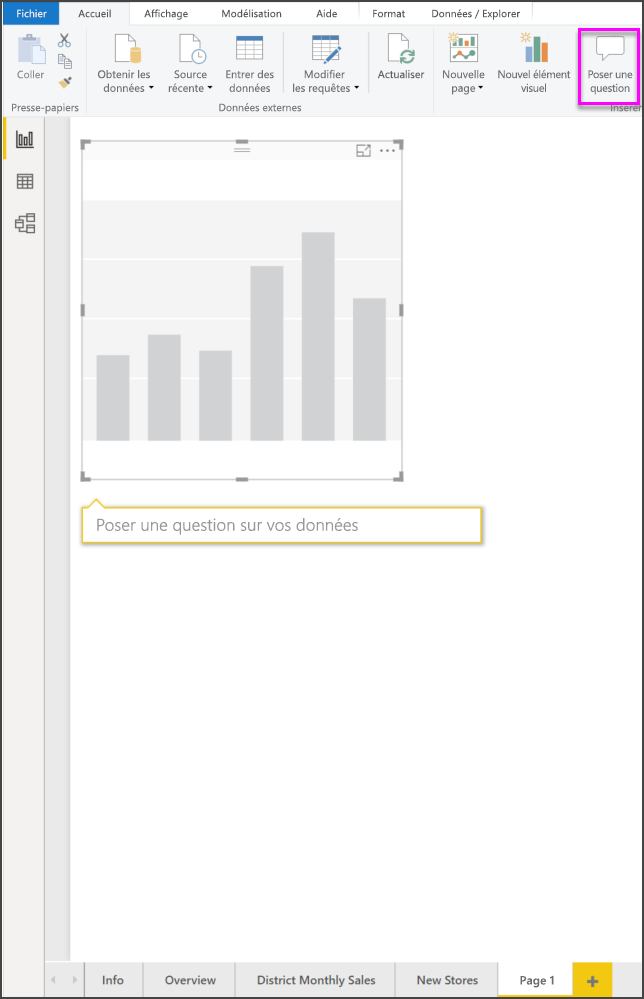 Fichier Accueil Affichage Modélisation Aide Format Données / Explorer
Coller
Obtenir les données
Source récente
Entrer des données
Modifier les requêtes
Actualiser
Nouvelle page
Nouvel élément visuel
Poser une question
Presse-papiers
Données externes
Insérer
Poser une question sur vos données
Info
Overview
District Monthly Sales
New Stores
Page 1